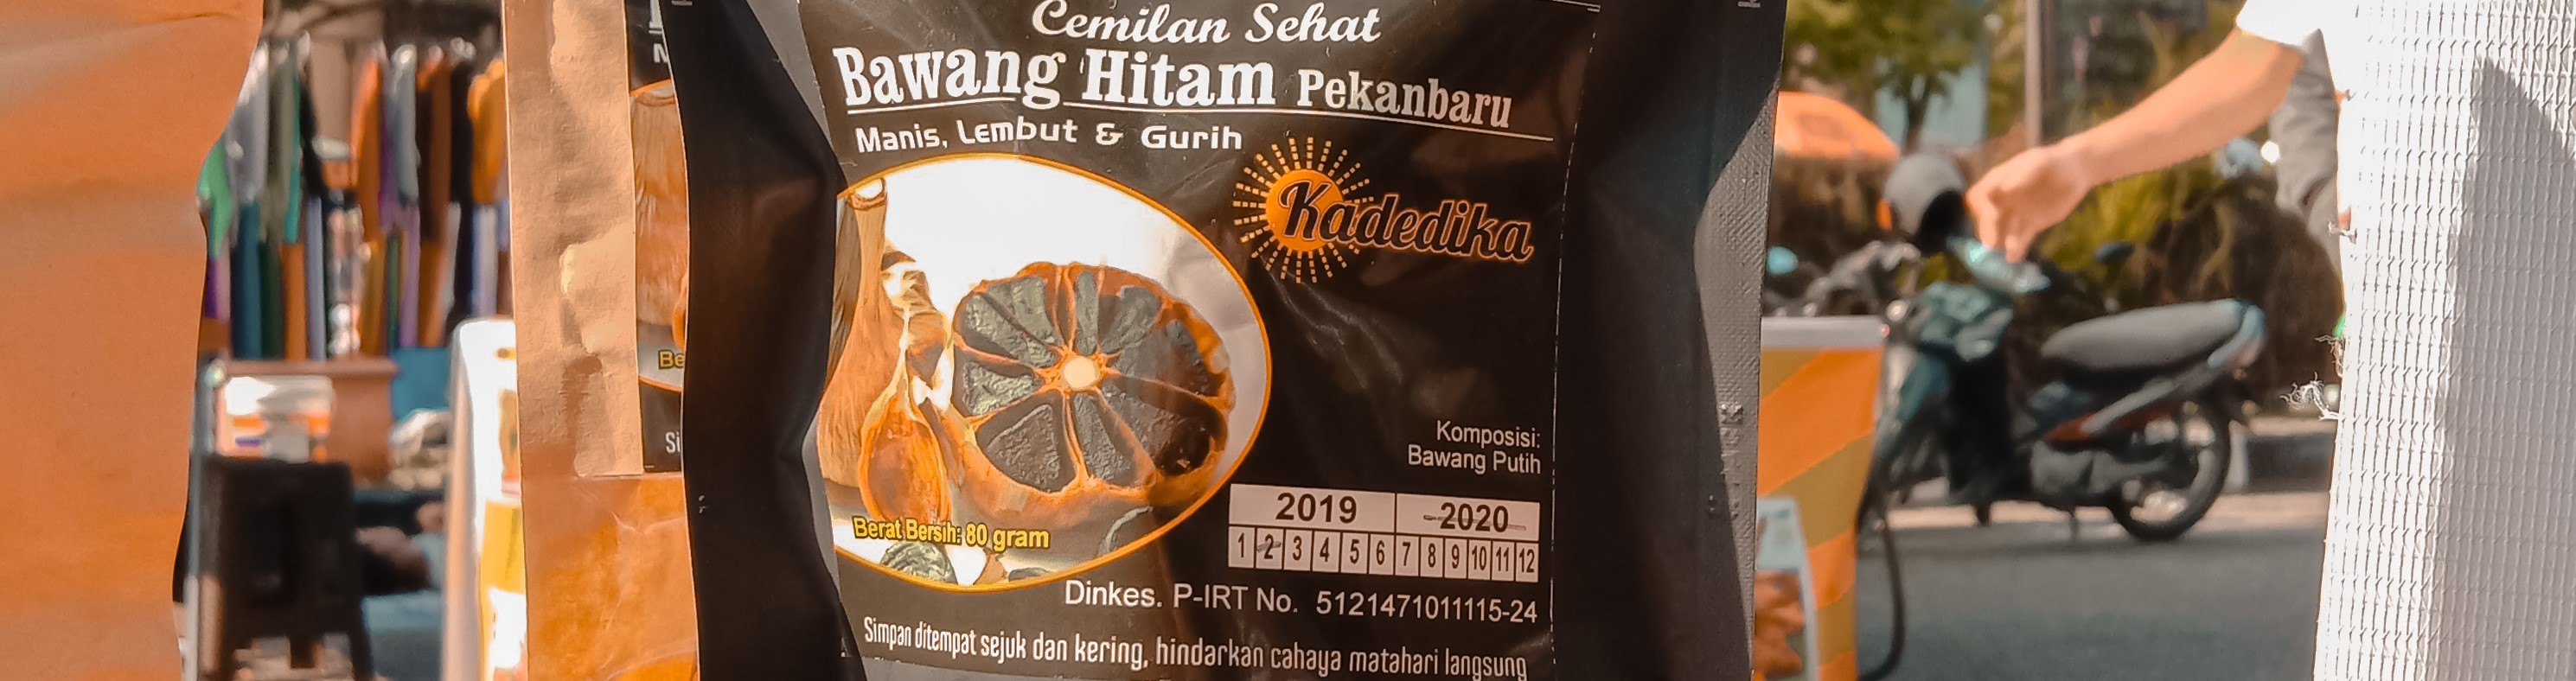 Cemilan Sehat
Bawang Hitam Pekanbaru
Manis, Lembut & Gurih
Kadedika
Komposisi:
Bawang Putih
2019 2020
1 2 3 4 5 6 7 8 9 10 11 12
Berat Bersih: 80 gram
Dinkes. P-IRT No. 5121471011115-24
Simpan ditempat sejuk dan kering, hindarkan cahaya matahari langsung